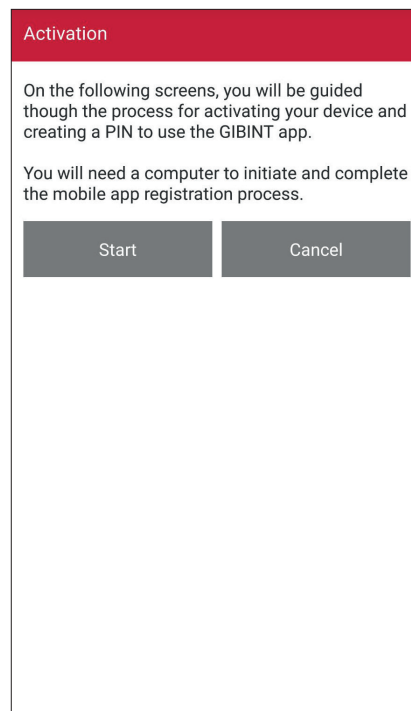 Activation
On the following screens, you will be guided
though the process for activating your device and
creating a PIN to use the GIBINT app.
You will need a computer to initiate and complete
the mobile app registration process.
Start
Cancel